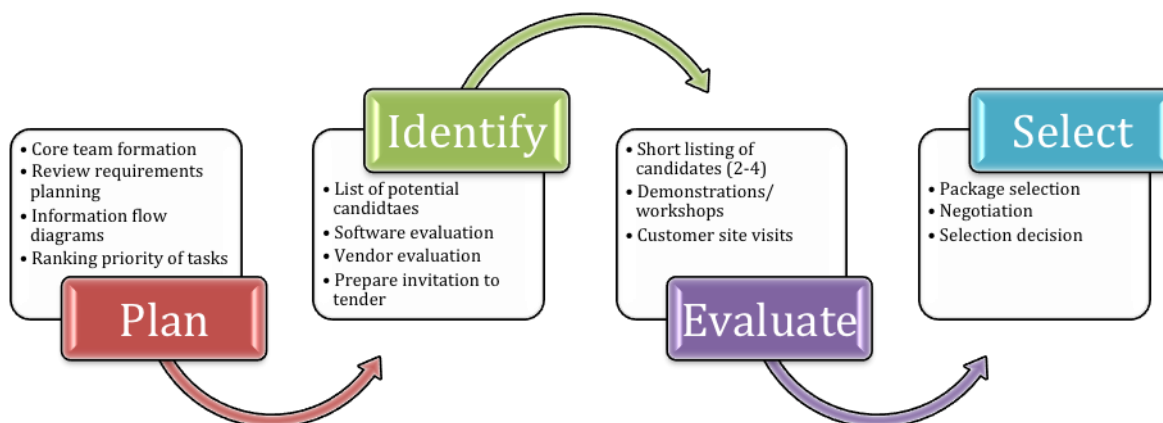 • Core team formation
• Review requirements
planning
• Information flow
diagrams
• Ranking priority of tasks
Plan
Identify
• List of potential
candidtaes
• Software evaluation
• Vendor evaluation
• Prepare invitation to
tender
• Short listing of
candidates (2-4)
• Demonstrations/
workshops
• Customer site visits
Evaluate
Select
• Package selection
• Negotiation
• Selection decision